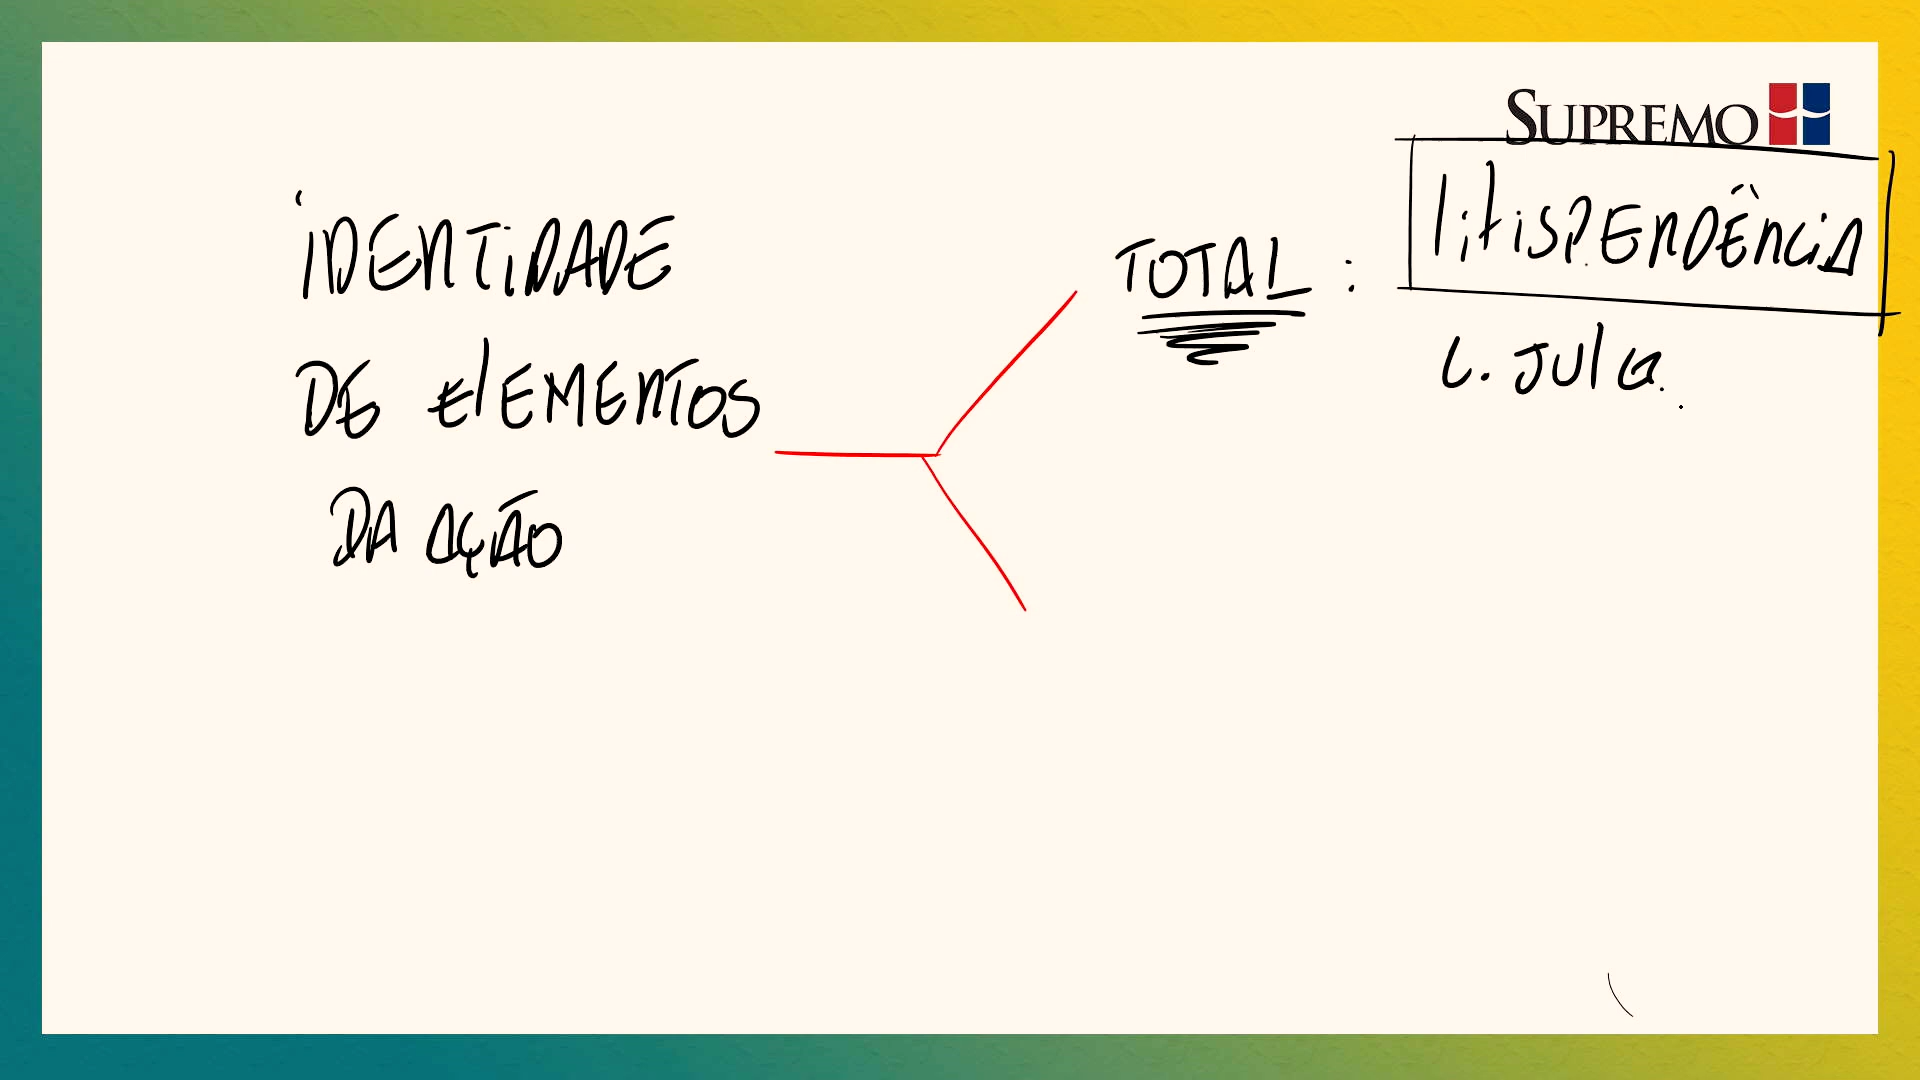 SUPREMO
IDENTIDADE
DE ELEMENTOS
DA AÇÃO
TOTAL : litisPENDÊNCIA
C. JULG.